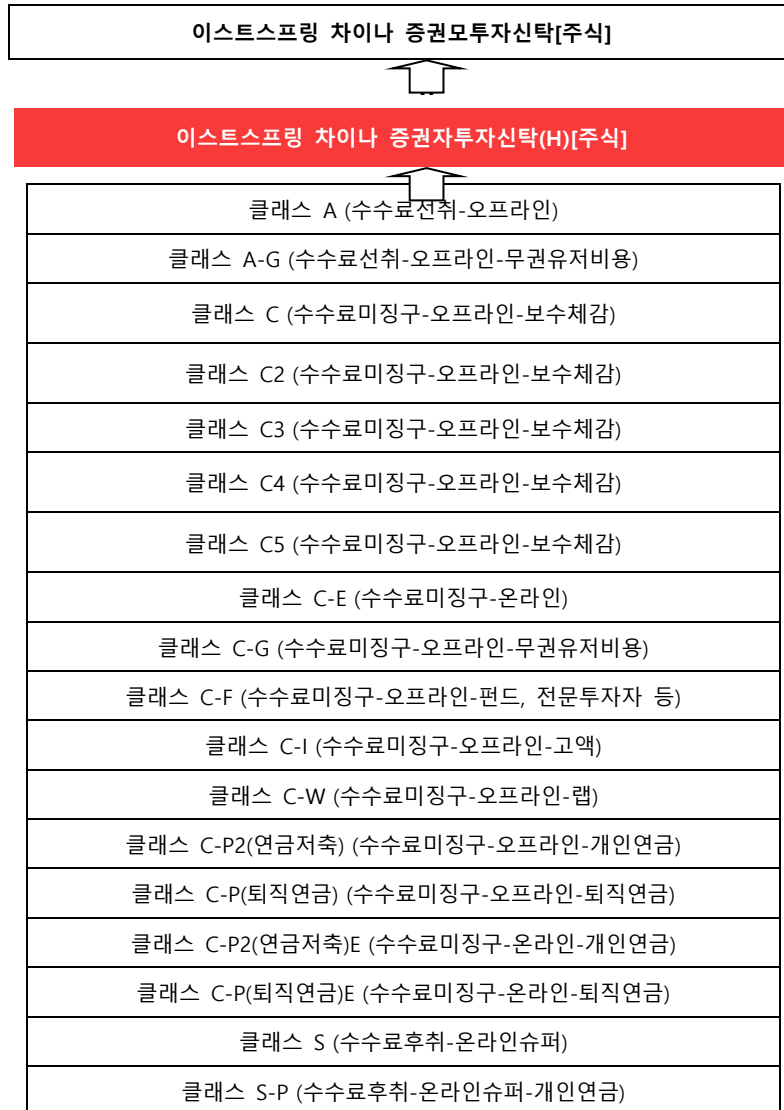 이스트스프링 차이나 증권모투자신탁[주식]
이스트스프링 차이나 증권자투자신탁(H)[주식]
클래스 A (수수료선취-오프라인)
클래스 A-G (수수료선취-오프라인-무권유저비용)
클래스 C (수수료미징구-오프라인-보수체감)
클래스 C2 (수수료미징구-오프라인-보수체감)
클래스 C3 (수수료미징구-오프라인-보수체감)
클래스 C4 (수수료미징구-오프라인-보수체감)
클래스 C5 (수수료미징구-오프라인-보수체감)
클래스 C-E (수수료미징구-온라인)
클래스 C-G (수수료미징구-오프라인-무권유저비용)
클래스 C-F (수수료미징구-오프라인-펀드, 전문투자자 등)
클래스 C-I (수수료미징구-오프라인-고액)
클래스 C-W (수수료미징구-오프라인-랩)
클래스 C-P2(연금저축) (수수료미징구-오프라인-개인연금)
클래스 C-P(퇴직연금) (수수료미징구-오프라인-퇴직연금)
클래스 C-P2(연금저축)E (수수료미징구-온라인-개인연금)
클래스 C-P(퇴직연금)E (수수료미징구-온라인-퇴직연금)
클래스 S (수수료후취-온라인슈퍼)
클래스 S-P (수수료후취-온라인슈퍼-개인연금)